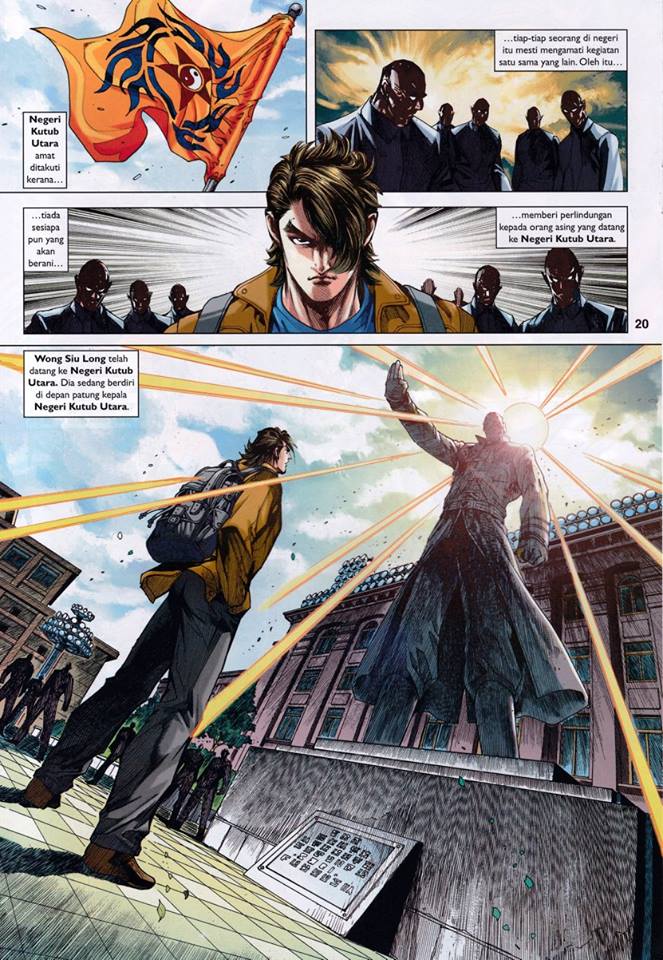 Negeri
Kutub
Utara
amat
ditakuti
kerana...
...tiap-tiap seorang di negeri
itu mesti mengamati kegiatan
satu sama yang lain. Oleh itu...
...tiada
sesiapa
pun yang
akan
berani...
...memberi perlindungan
kepada orang asing yang datang
ke Negeri Kutub Utara.
20
Wong Siu Long telah
datang ke Negeri Kutub
Utara. Dia sedang berdiri
di depan patung kepala
Negeri Kutub Utara.